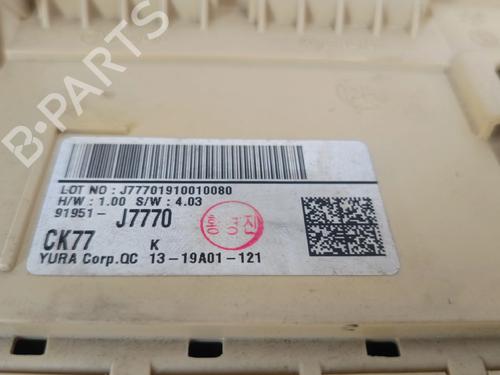 B-PARTS
LOT NO : J77701910010080
H/W : 1.00 S/W : 4.03
91951- J7770
CK77 K
YURA Corp.QC 13-19A01-121